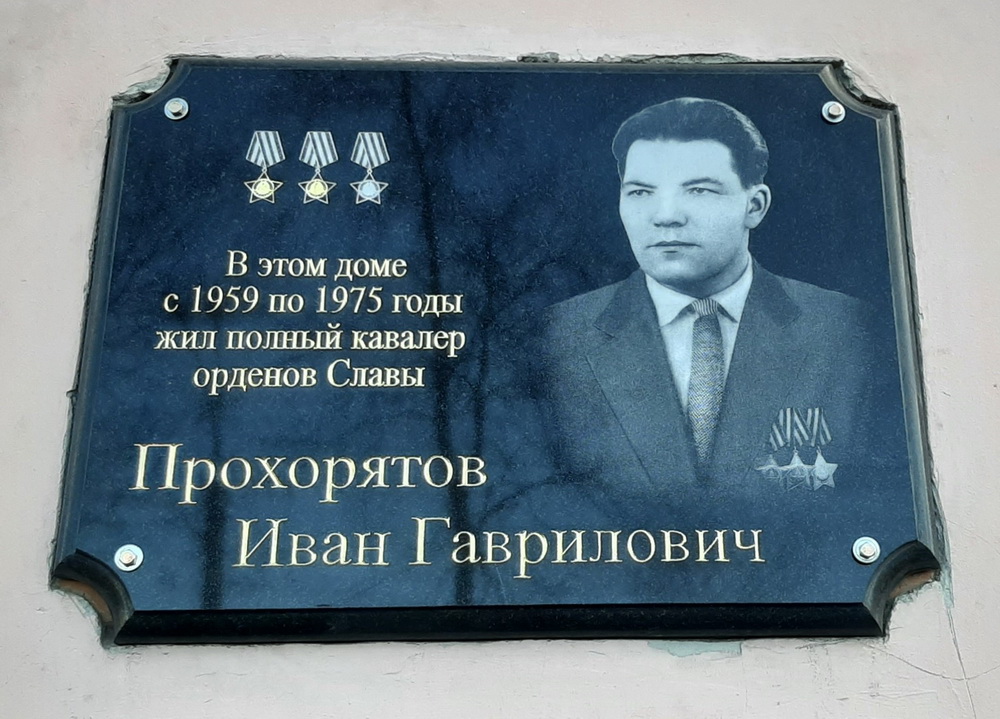 В этом доме
с 1959 по 1975 годы
жил полный кавалер
орденов Славы
Прохорятов
Иван Гаврилович